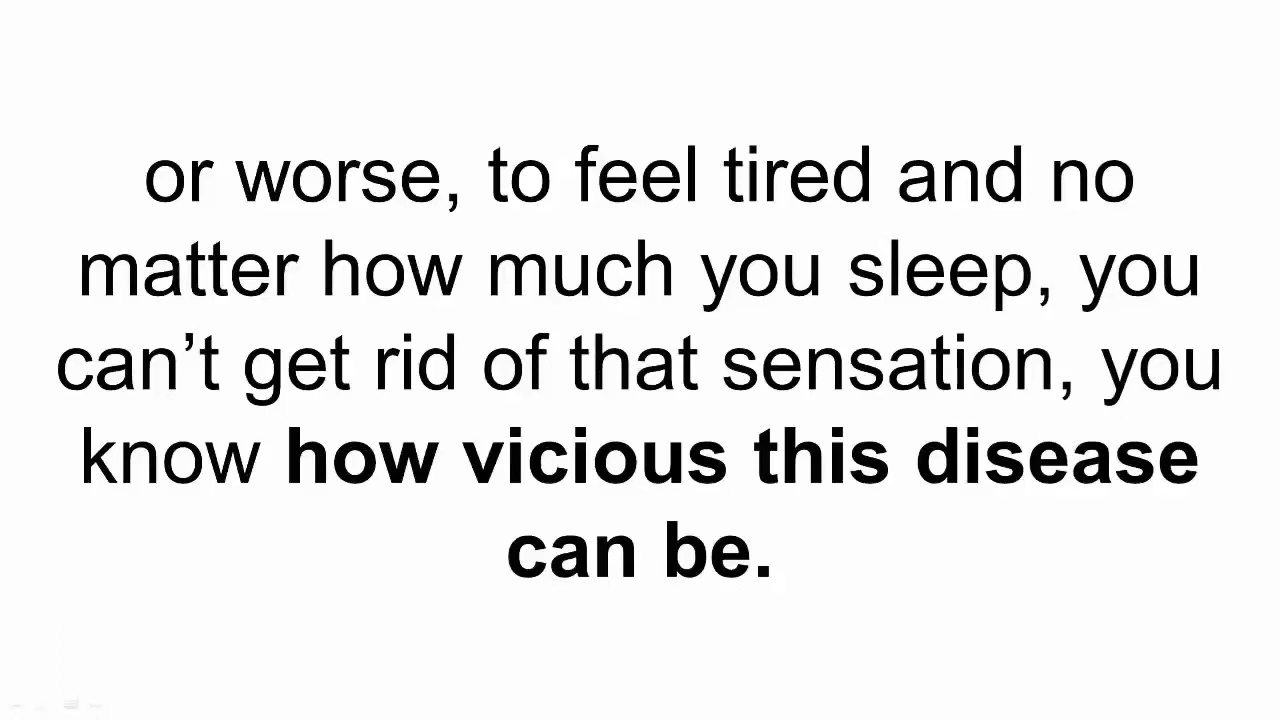 or worse, to feel tired and no
matter how much you sleep, you
can’t get rid of that sensation, you
know how vicious this disease
can be.